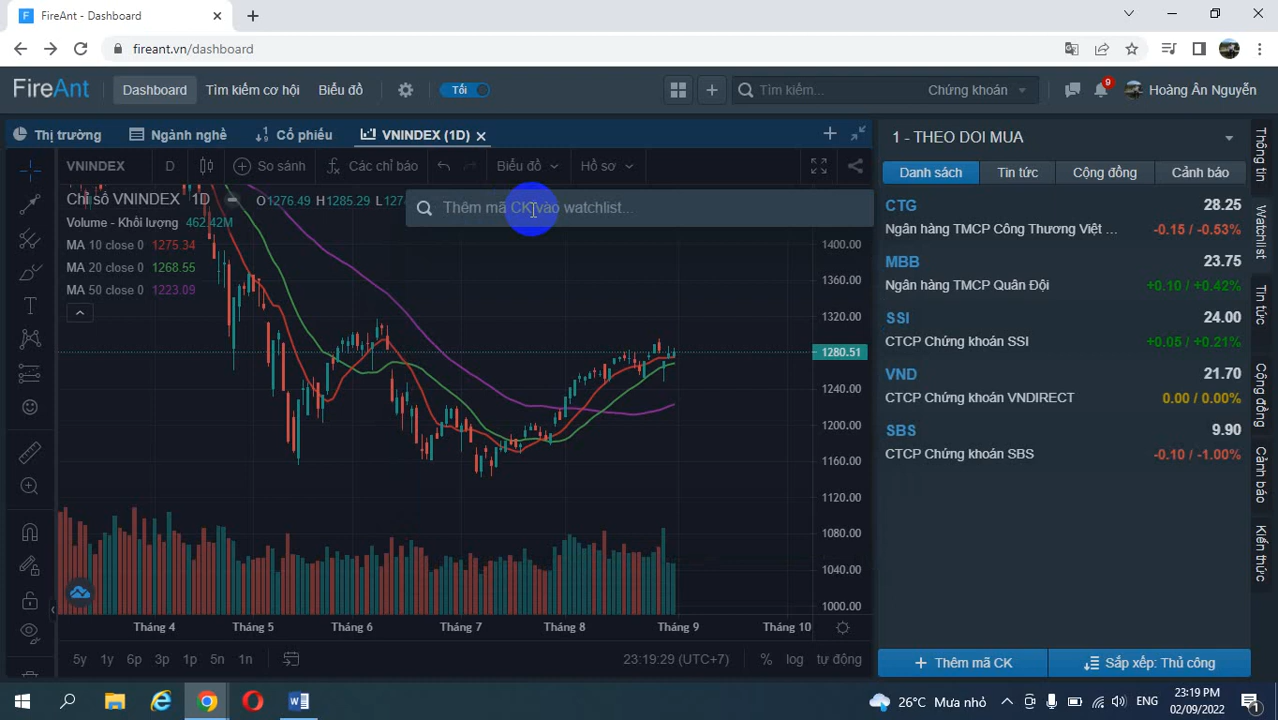 FireAnt - Dashboard
fireant.vn/dashboard
FireAnt Dashboard Tìm kiếm cơ hội Biểu đồ Tối Tìm kiếm... Chứng khoán 9 Hoàng Ân Nguyễn
Thị trường Ngành nghề Cổ phiếu VNINDEX (1D)
VNINDEX D So sánh Các chỉ báo Biểu đồ Hồ sơ
Chỉ số VNINDEX 1D O1276.49 H1285.29
Thêm mã CK vào watchlist...
Volume - Khối lượng 462.42M
MA 10 close 0 1275.34
MA 20 close 0 1268.55
MA 50 close 0 1223.09
1400.00
1360.00
1320.00
1280.51
1240.00
1200.00
1160.00
1120.00
1080.00
1040.00
1000.00
Tháng 4 Tháng 5 Tháng 6 Tháng 7 Tháng 8 Tháng 9 Tháng 10
5y 1y 6p 3p 1p 5n 1n 23:19:29 (UTC+7) % log tự động
1 - THEO DOI MUA
Danh sách Tin tức Cộng đồng Cảnh báo
CTG 28.25
Ngân hàng TMCP Công Thương Việt ... -0.15 / -0.53%
MBB 23.75
Ngân hàng TMCP Quân Đội +0.10 / +0.42%
SSI 24.00
CTCP Chứng khoán SSI +0.05 / +0.21%
VND 21.70
CTCP Chứng khoán VNDIRECT 0.00 / 0.00%
SBS 9.90
CTCP Chứng khoán SBS -0.10 / -1.00%
Thêm mã CK Sắp xếp: Thủ công
Thông tin
Watchlist
Tin tức
Cộng đồng
Cảnh báo
Kiến thức
26°C Mưa nhỏ ENG 23:19 PM
02/09/2022 1